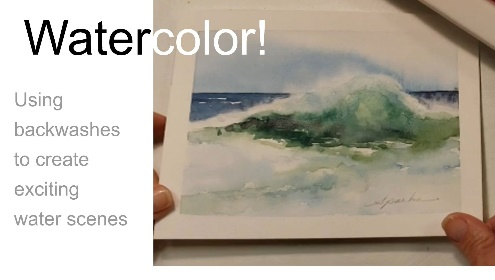 Watercolor!
Using
backwashes
to create
exciting
water scenes